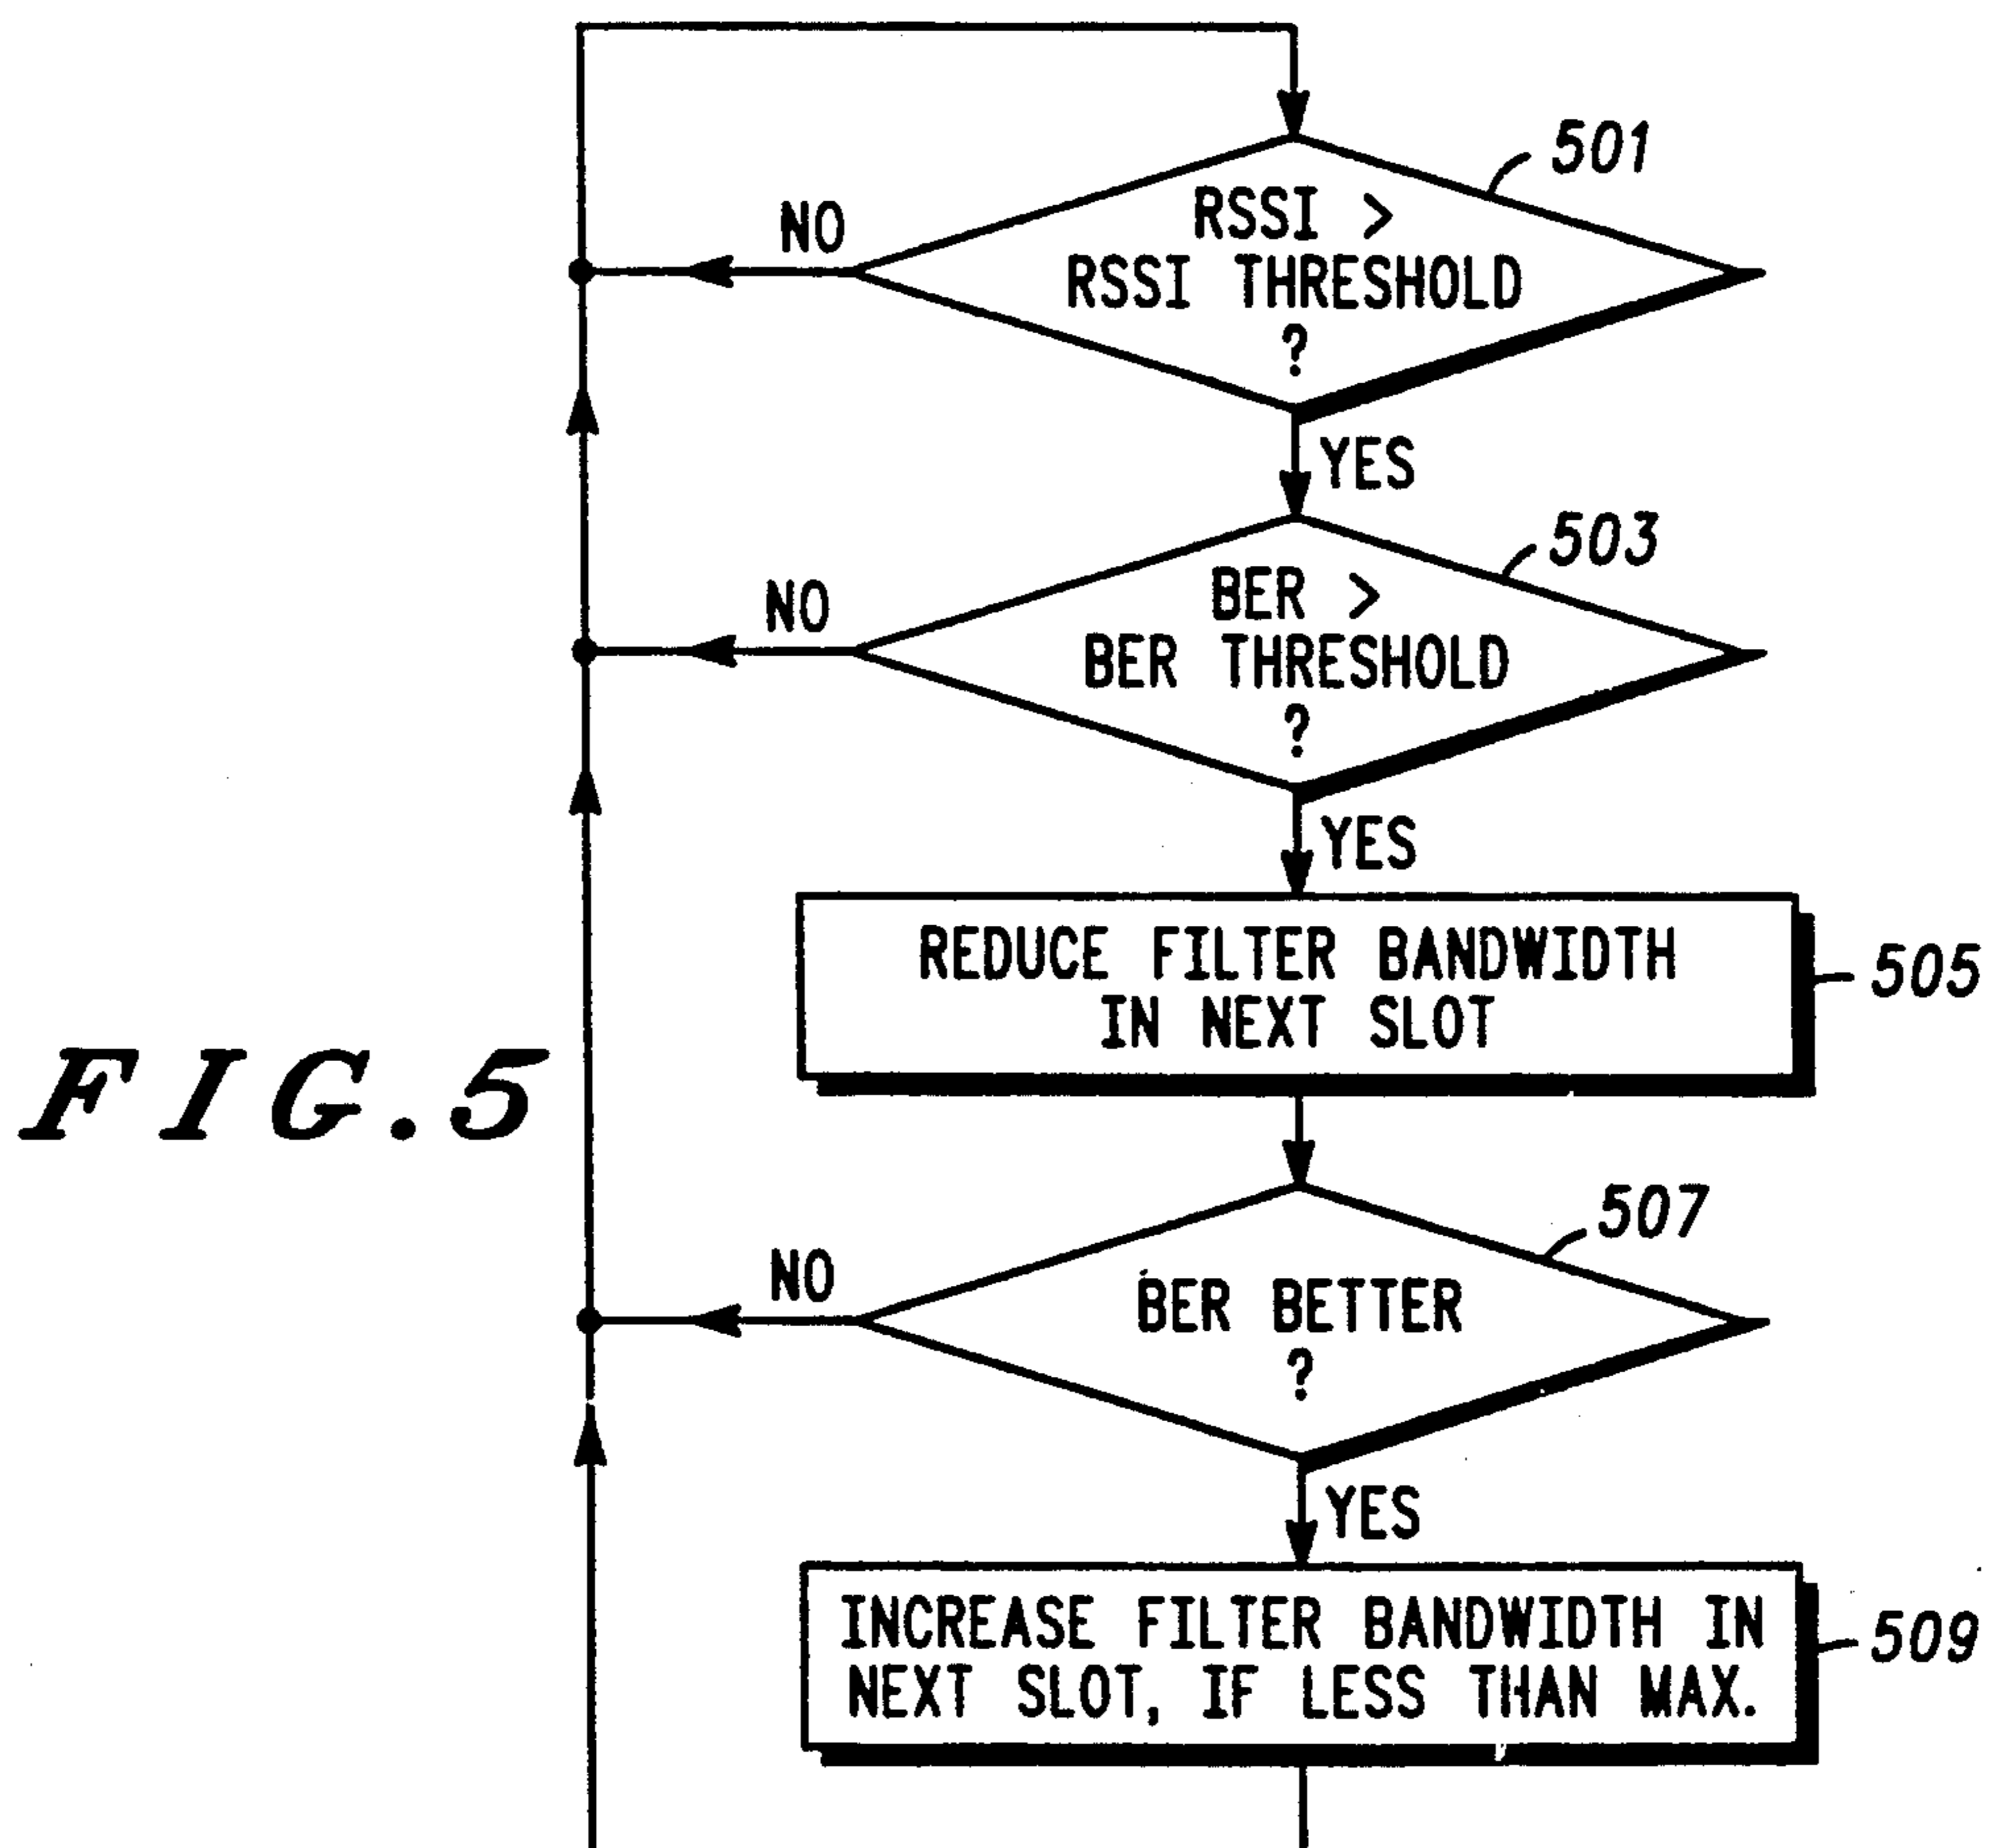 501
RSSI >
RSSI THRESHOLD
?
NO
YES
503
BER >
BER THRESHOLD
?
NO
YES
REDUCE FILTER BANDWIDTH
IN NEXT SLOT
505
FIG.5
507
BER BETTER
?
NO
YES
INCREASE FILTER BANDWIDTH IN
NEXT SLOT, IF LESS THAN MAX.
509